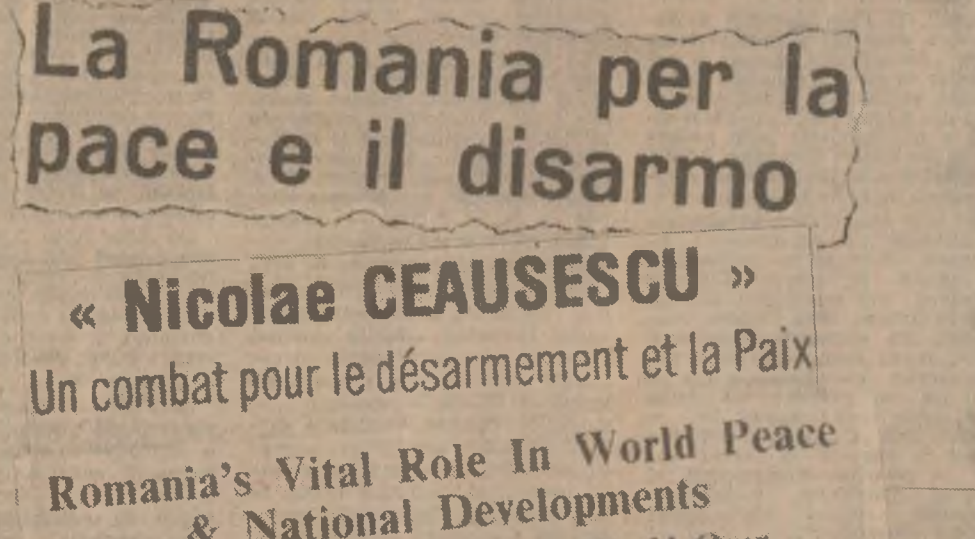 La Romania per la
pace e il disarmo
« Nicolae CEAUSESCU »
Un combat pour le désarmement et la Paix
Romania's Vital Role In World Peace
& National Developments